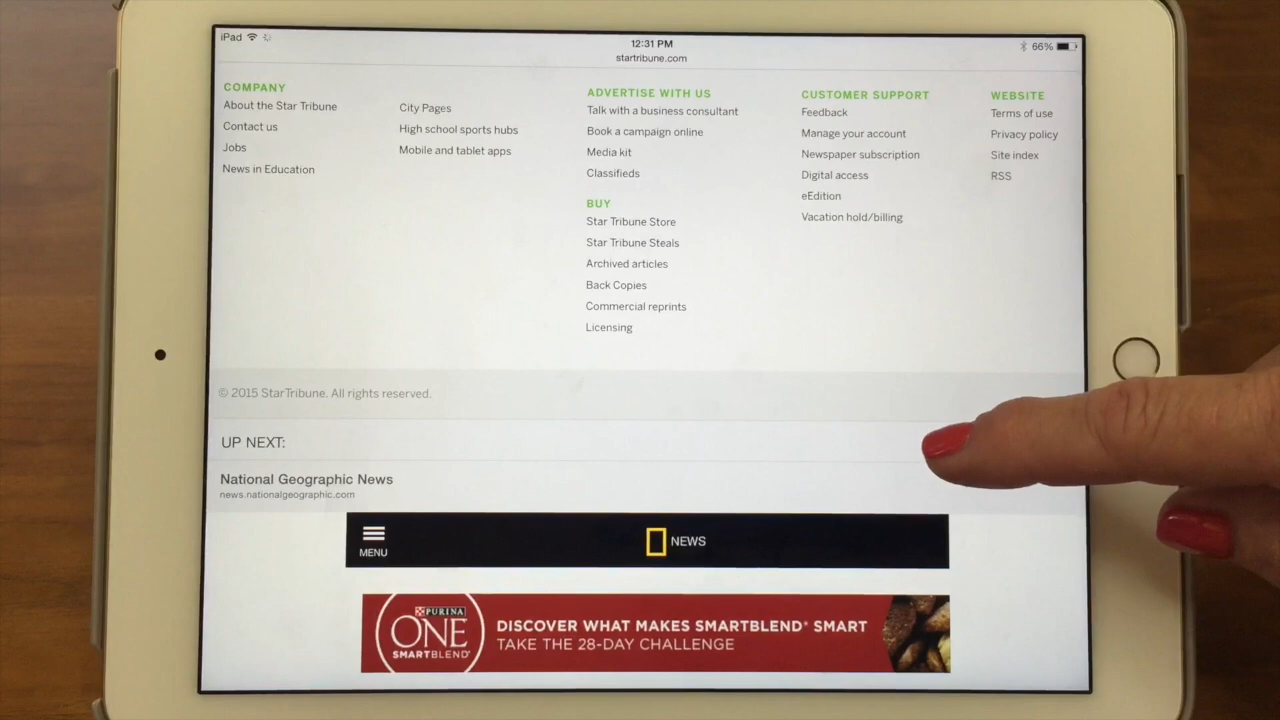 iPad
12:31 PM
66%
startribune.com
COMPANY
About the Star Tribune
Contact us
Jobs
News in Education
City Pages
High school sports hubs
Mobile and tablet apps
ADVERTISE WITH US
Talk with a business consultant
Book a campaign online
Media kit
Classifieds
BUY
Star Tribune Store
Star Tribune Steals
Archived articles
Back Copies
Commercial reprints
Licensing
CUSTOMER SUPPORT
Feedback
Manage your account
Newspaper subscription
Digital access
eEdition
Vacation hold/billing
WEBSITE
Terms of use
Privacy policy
Site index
RSS
© 2015 StarTribune. All rights reserved.
UP NEXT:
National Geographic News
news.nationalgeographic.com
MENU
NEWS
PURINA
ONE
SMARTBLEND®
DISCOVER WHAT MAKES SMARTBLEND® SMART
TAKE THE 28-DAY CHALLENGE